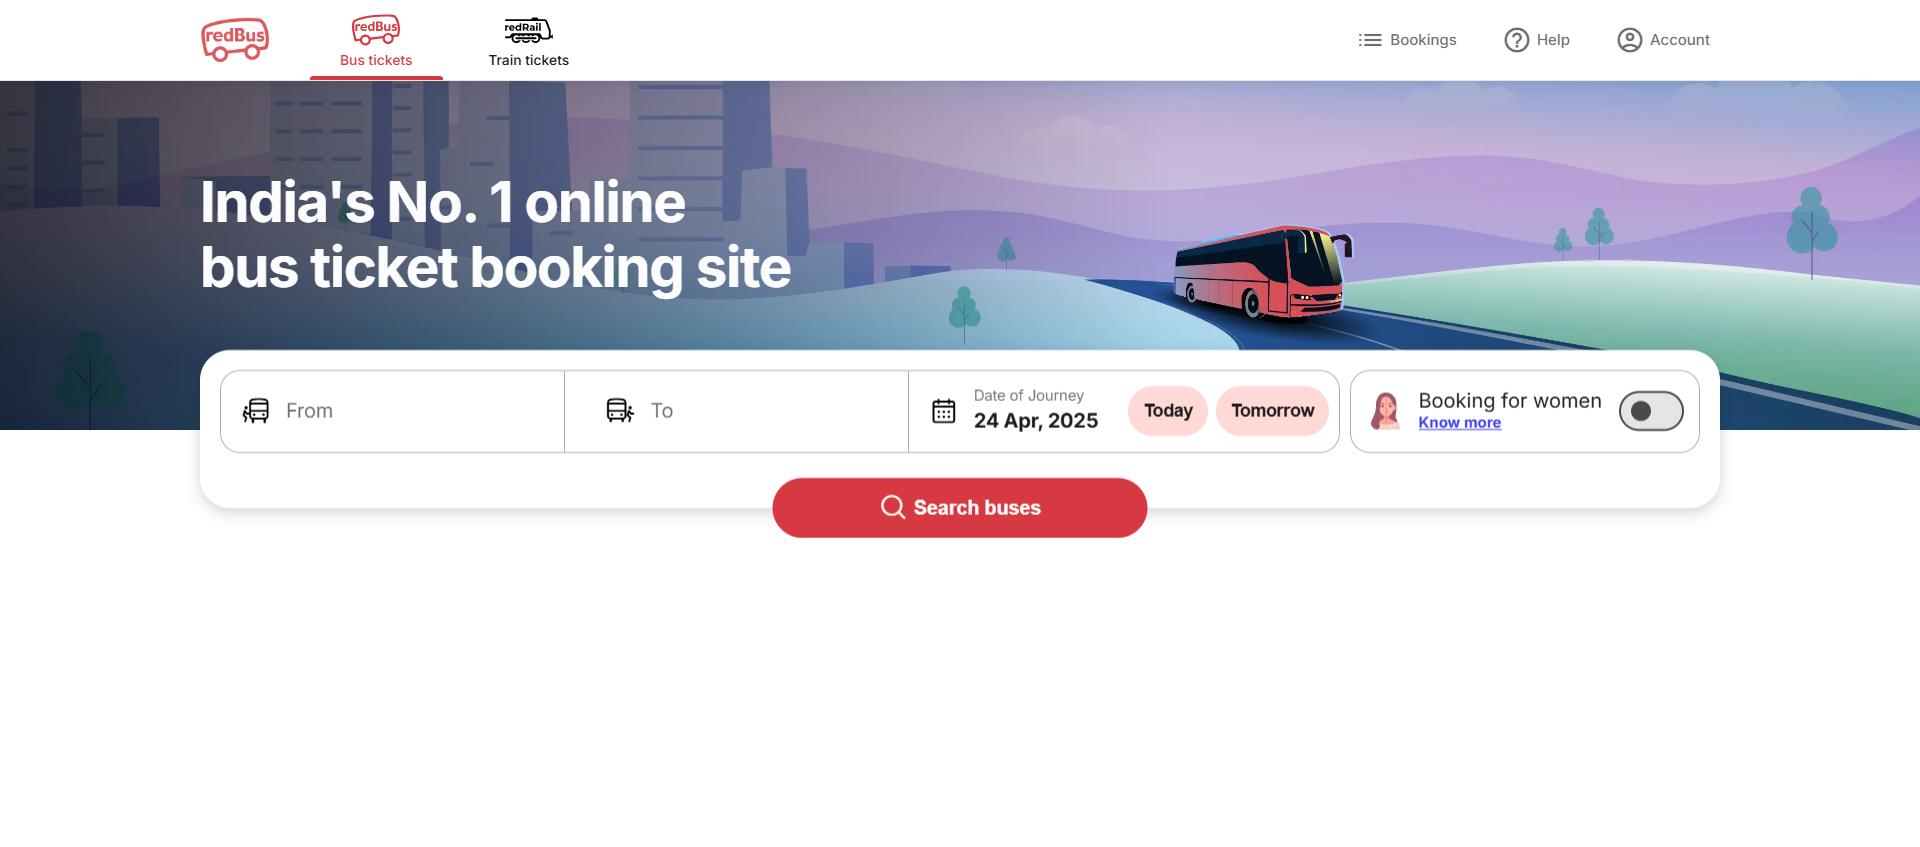 redBus
redBus
Bus tickets
redRail
Train tickets
Bookings
Help
Account
India's No. 1 online
bus ticket booking site
From
To
Date of Journey
24 Apr, 2025
Today
Tomorrow
Booking for women
Know more
Search buses